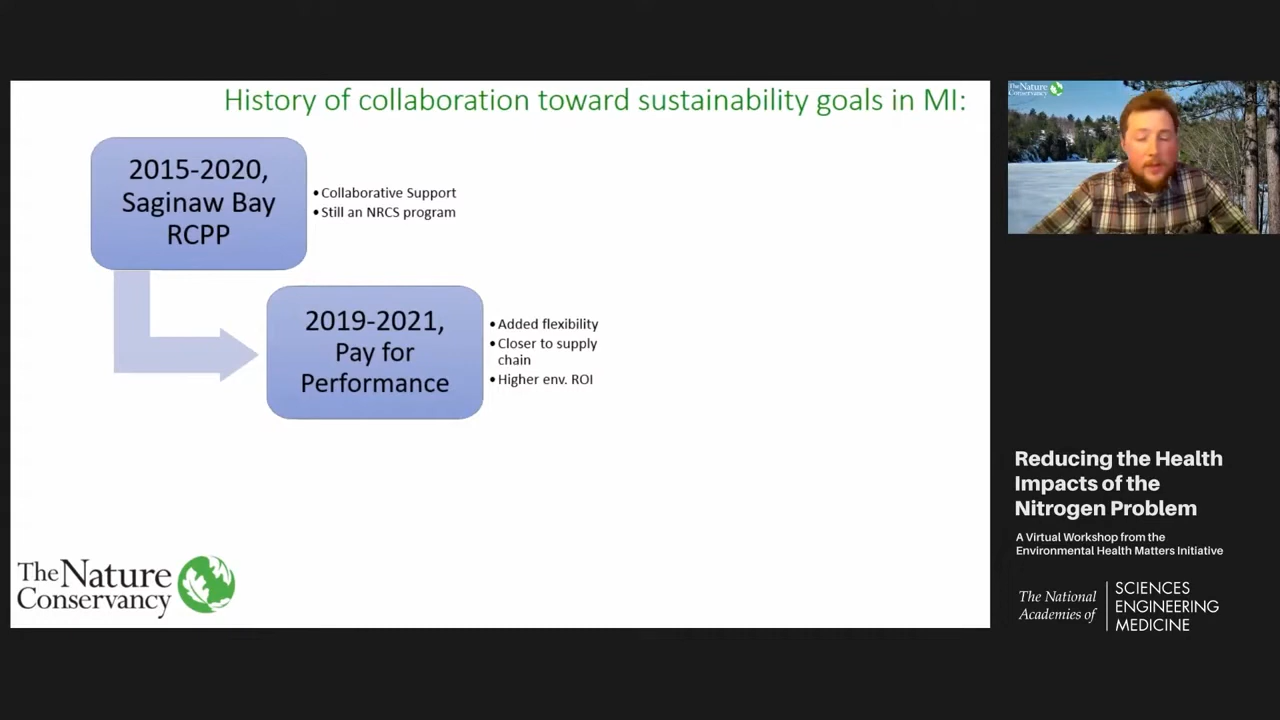 History of collaboration toward sustainability goals in MI:
2015-2020,
Saginaw Bay
RCPP
•Collaborative Support
•Still an NRCS program
2019-2021,
Pay for
Performance
•Added flexibility
•Closer to supply
chain
•Higher env. ROI
The Nature
Conservancy
The Nature
Conservancy
Reducing the Health
Impacts of the
Nitrogen Problem
A Virtual Workshop from the
Environmental Health Matters Initiative
The National
Academies of
SCIENCES
ENGINEERING
MEDICINE